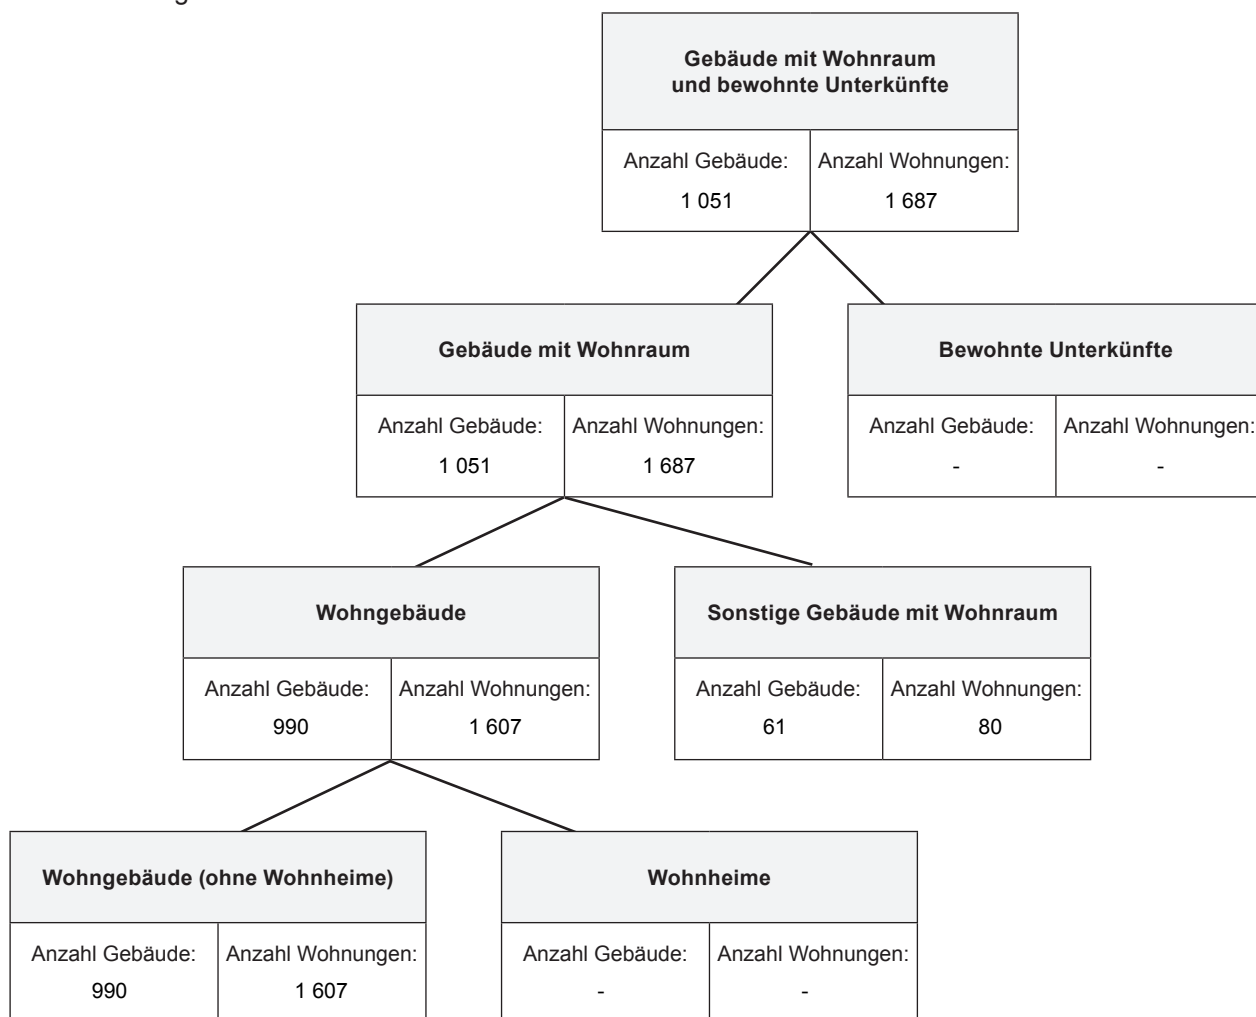 Gebäude mit Wohnraum
und bewohnte Unterkünfte
Anzahl Gebäude: Anzahl Wohnungen:
1 051 1 687
Gebäude mit Wohnraum Bewohnte Unterkünfte
Anzahl Gebäude: Anzahl Wohnungen: Anzahl Gebäude: Anzahl Wohnungen:
1 051 1 687 - -
Wohngebäude Sonstige Gebäude mit Wohnraum
Anzahl Gebäude: Anzahl Wohnungen: Anzahl Gebäude: Anzahl Wohnungen:
990 1 607 61 80
Wohngebäude (ohne Wohnheime) Wohnheime
Anzahl Gebäude: Anzahl Wohnungen: Anzahl Gebäude: Anzahl Wohnungen:
990 1 607 - -